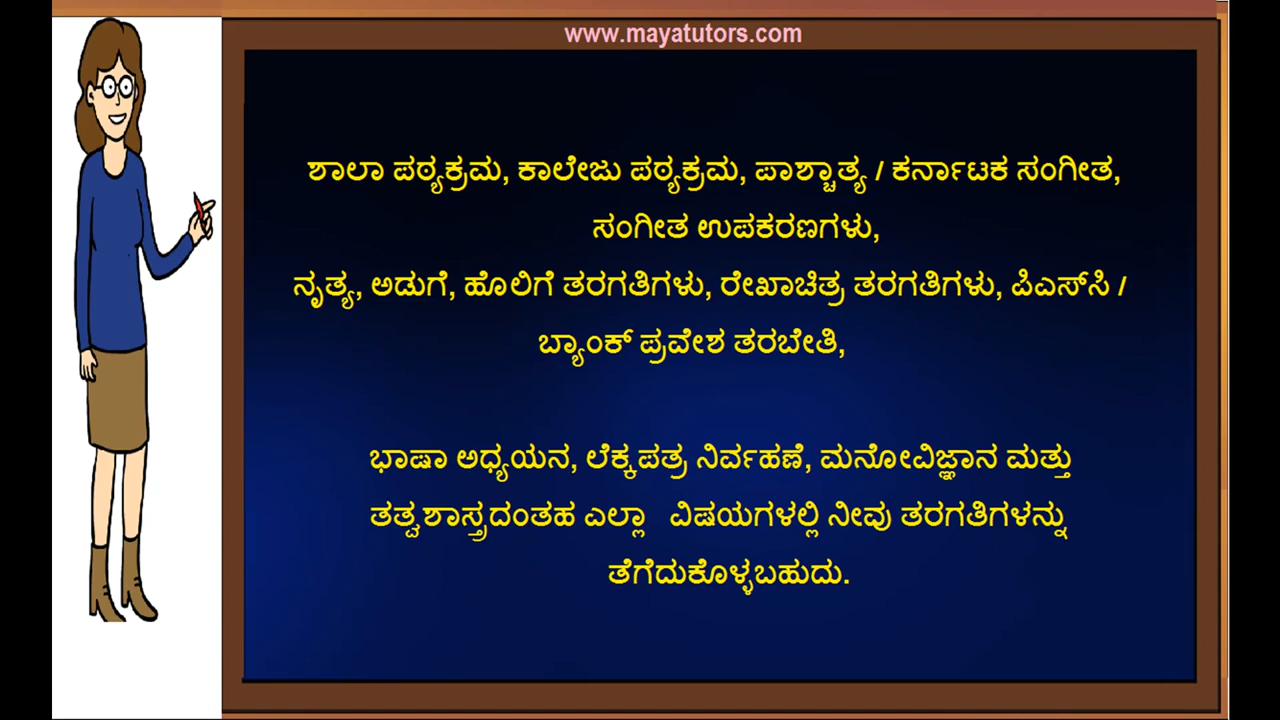 www.mayatutors.com
ಶಾಲಾ ಪಠ್ಯಕ್ರಮ, ಕಾಲೇಜು ಪಠ್ಯಕ್ರಮ, ಪಾಶ್ಚಾತ್ಯ / ಕರ್ನಾಟಕ ಸಂಗೀತ,
ಸಂಗೀತ ಉಪಕರಣಗಳು,
ನೃತ್ಯ, ಅಡುಗೆ, ಹೊಲಿಗೆ ತರಗತಿಗಳು, ರೇಖಾಚಿತ್ರ ತರಗತಿಗಳು, ಪಿಎಸ್‌ಸಿ /
ಬ್ಯಾಂಕ್ ಪ್ರವೇಶ ತರಬೇತಿ,
ಭಾಷಾ ಅಧ್ಯಯನ, ಲೆಕ್ಕಪತ್ರ ನಿರ್ವಹಣೆ, ಮನೋವಿಜ್ಞಾನ ಮತ್ತು
ತತ್ವಶಾಸ್ತ್ರದಂತಹ ಎಲ್ಲಾ ವಿಷಯಗಳಲ್ಲಿ ನೀವು ತರಗತಿಗಳನ್ನು
ತೆಗೆದುಕೊಳ್ಳಬಹುದು.